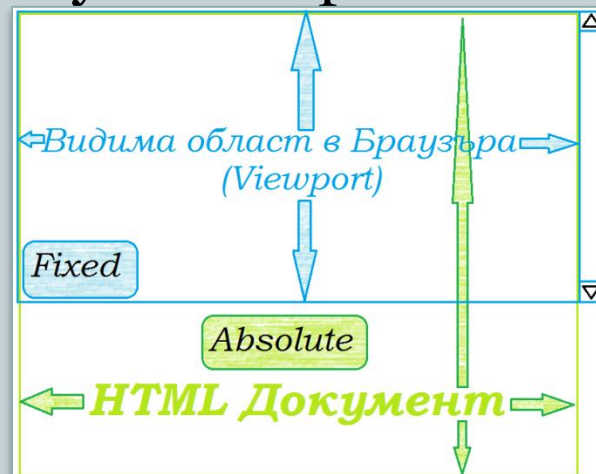 Видима област в Браузъра
(Viewport)
Fixed
Absolute
HTML Документ